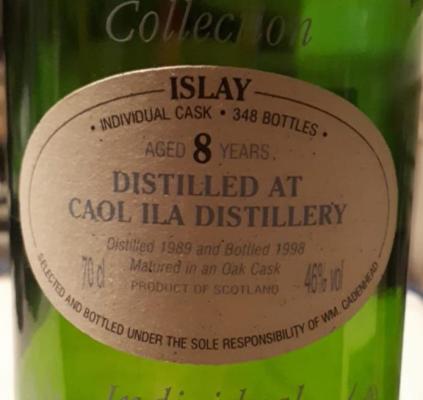 Collection
ISLAY
• INDIVIDUAL CASK • 348 BOTTLES •
AGED 8 YEARS
DISTILLED AT
CAOL ILA DISTILLERY
Distilled 1989 and Bottled 1998
70 cl Matured in an Oak Cask 46% vol
PRODUCT OF SCOTLAND
SELECTED AND BOTTLED UNDER THE SOLE RESPONSIBILITY OF WM. CADENHEAD